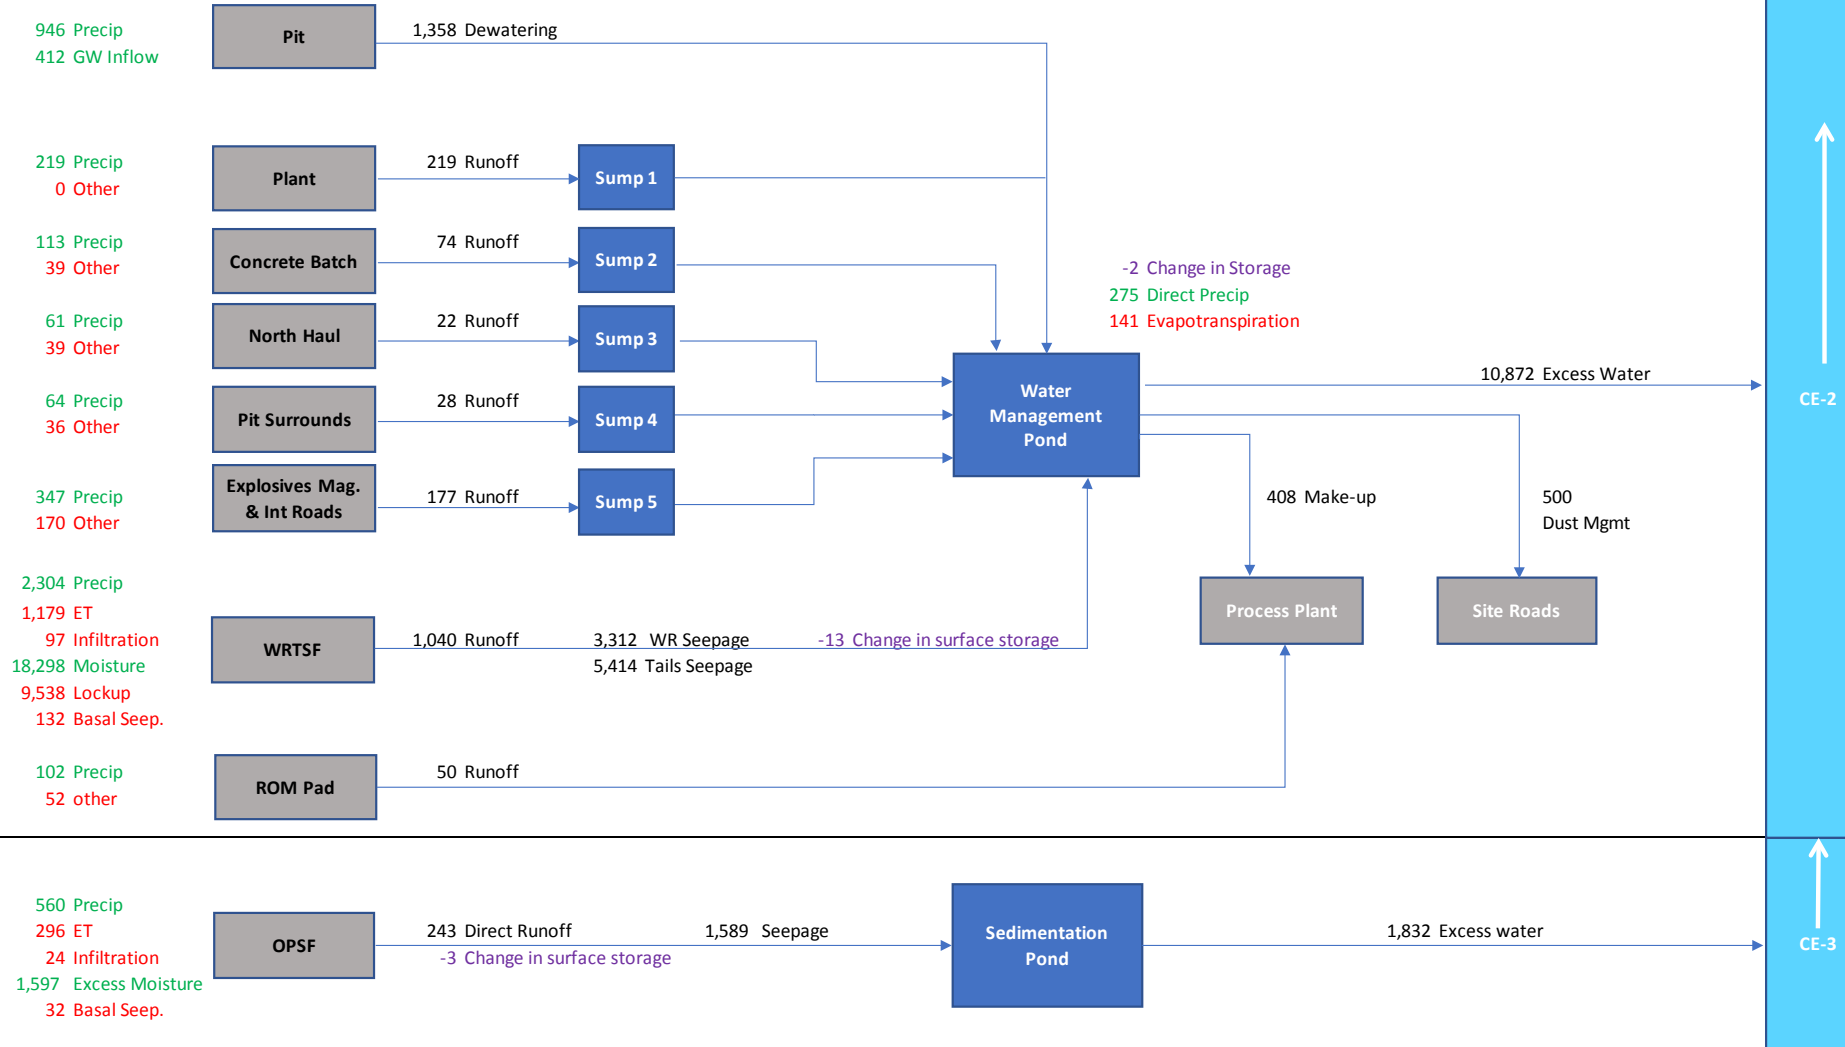 946 Precip
412 GW Inflow
Pit
1,358 Dewatering
219 Precip
0 Other
Plant
219 Runoff
Sump 1
113 Precip
39 Other
Concrete Batch
74 Runoff
Sump 2
61 Precip
39 Other
North Haul
22 Runoff
Sump 3
64 Precip
36 Other
Pit Surrounds
28 Runoff
Sump 4
347 Precip
170 Other
Explosives Mag.
& Int Roads
177 Runoff
Sump 5
-2 Change in Storage
275 Direct Precip
141 Evapotranspiration
Water
Management
Pond
10,872 Excess Water
CE-2
408 Make-up
500
Dust Mgmt
Process Plant
Site Roads
2,304 Precip
1,179 ET
97 Infiltration
18,298 Moisture
9,538 Lockup
132 Basal Seep.
WRTSF
1,040 Runoff
3,312 WR Seepage
5,414 Tails Seepage
-13 Change in surface storage
102 Precip
52 other
ROM Pad
50 Runoff
560 Precip
296 ET
24 Infiltration
1,597 Excess Moisture
32 Basal Seep.
OPSF
243 Direct Runoff
-3 Change in surface storage
1,589 Seepage
Sedimentation
Pond
1,832 Excess water
CE-3